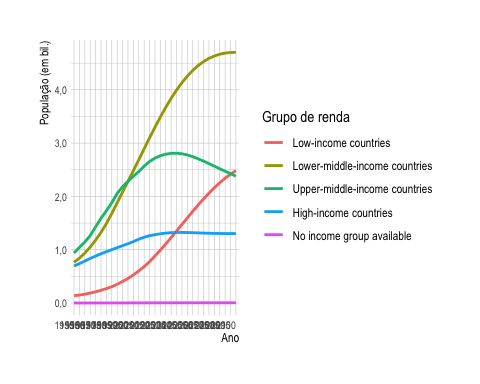 População (em bil.)
4,0
3,0
2,0
1,0
0,0
Ano
Grupo de renda
Low-income countries
Lower-middle-income countries
Upper-middle-income countries
High-income countries
No income group available